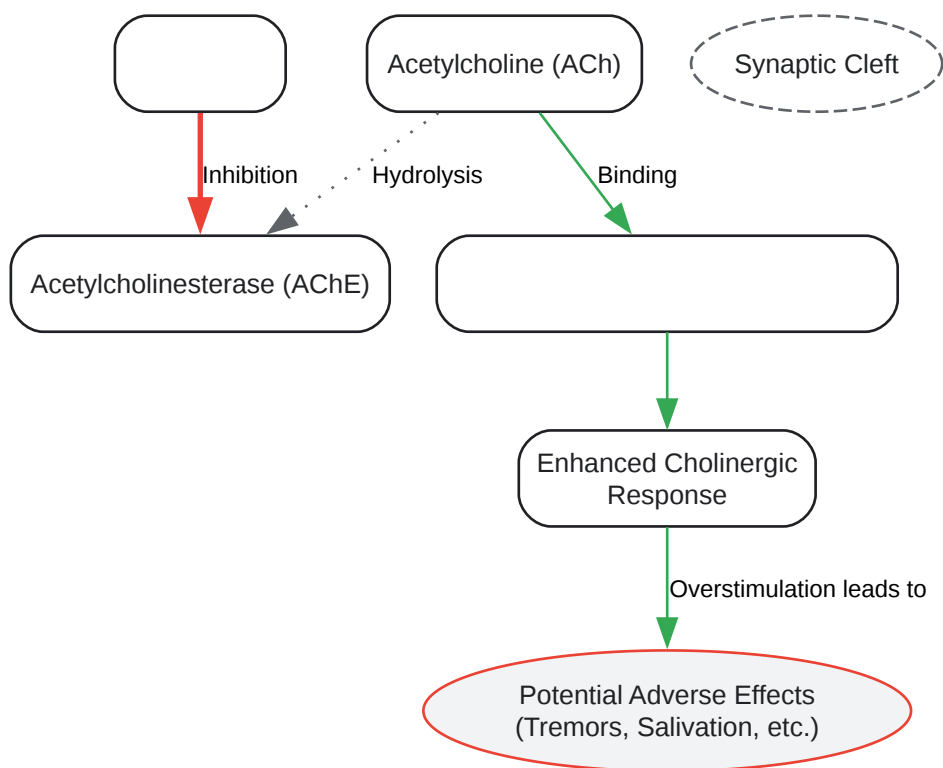 Acetylcholine (ACh)
Synaptic Cleft
Inhibition
Hydrolysis
Binding
Acetylcholinesterase (AChE)
Enhanced Cholinergic
Response
Overstimulation leads to
Potential Adverse Effects
(Tremors, Salivation, etc.)